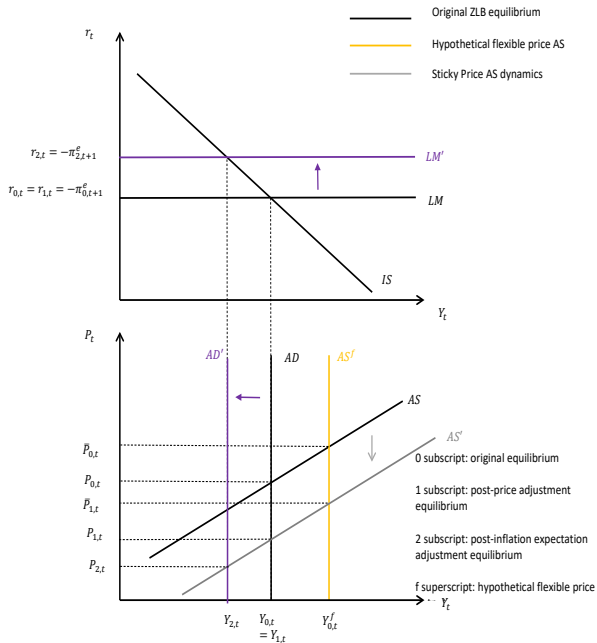 Original ZLB equilibrium
Hypothetical flexible price AS
Sticky Price AS dynamics
r_t
r_{2,t} = −π^e_{2,t+1}
LM′
r_{0,t} = r_{1,t} = −π^e_{0,t+1}
LM
IS
Y_t
P_t
AD′
AD
AS^f
AS
AS′
P̄_{0,t}
0 subscript: original equilibrium
P_{0,t}
P̄_{1,t}
1 subscript: post-price adjustment
equilibrium
P_{1,t}
2 subscript: post-inflation expectation
adjustment equilibrium
P_{2,t}
f superscript: hypothetical flexible price
Y_t
Y_{2,t}
Y_{0,t}
= Y_{1,t}
Y^f_{0,t}